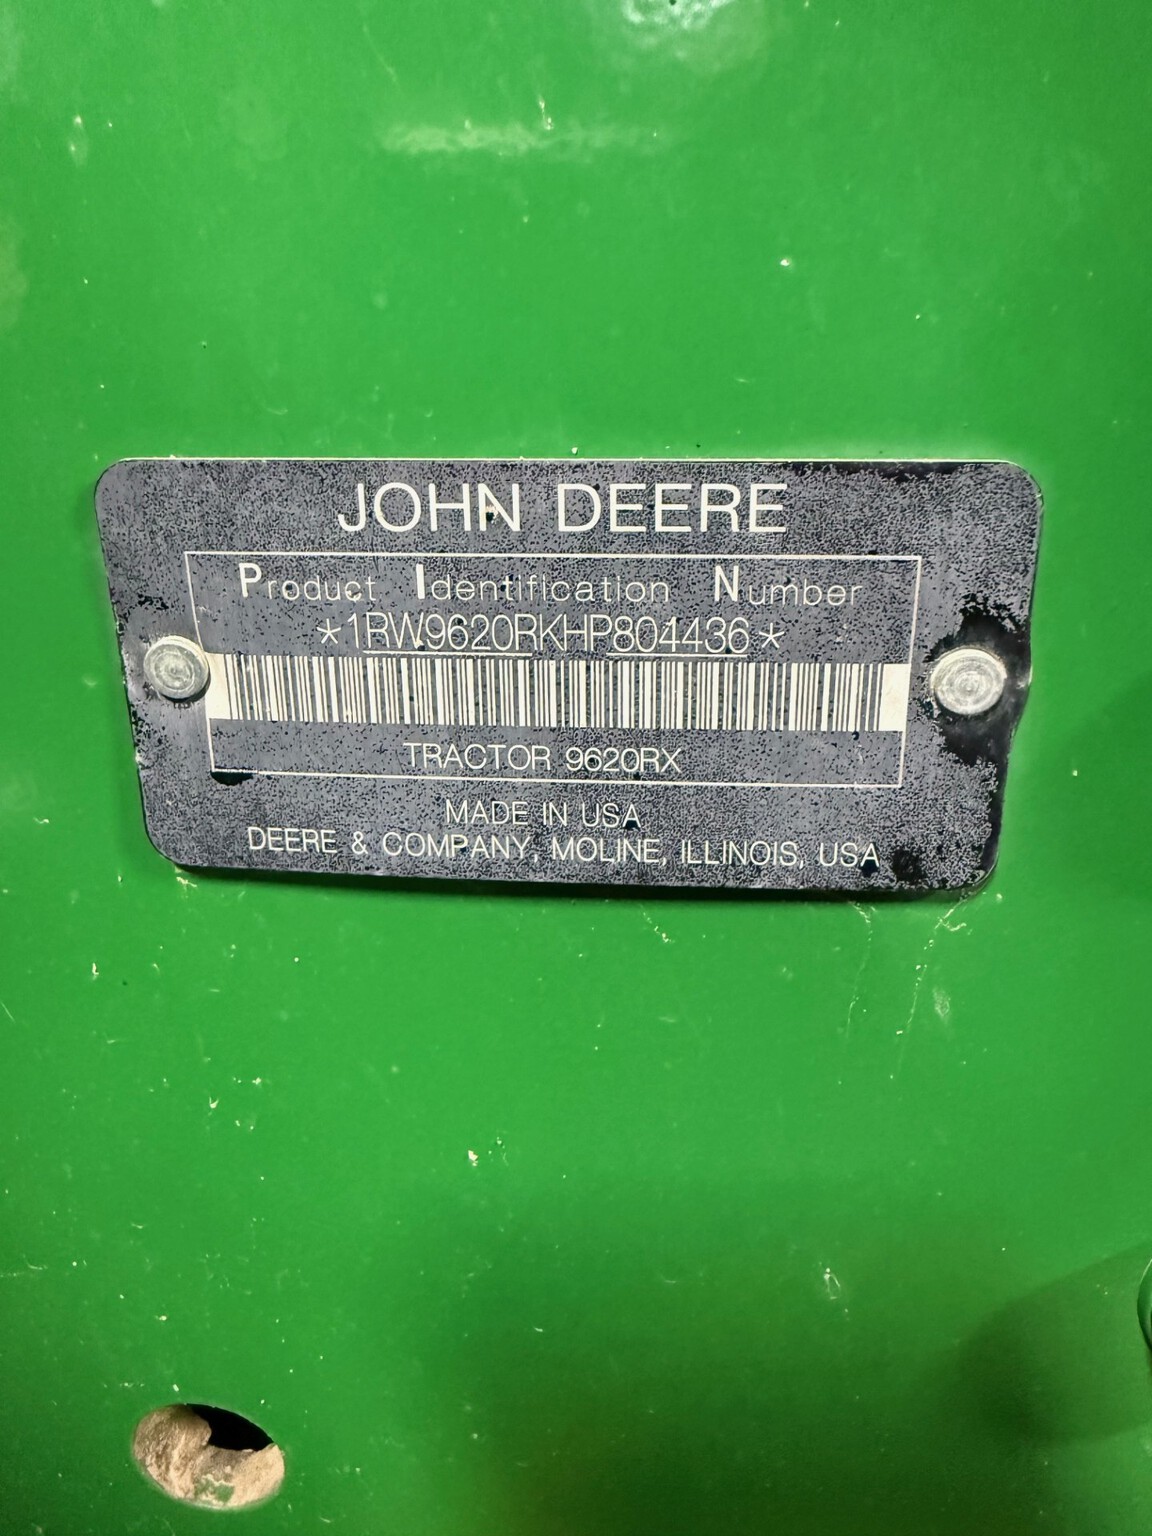 JOHN DEERE
Product Identification Number
*1RW9620RKHP804436*
TRACTOR 9620RX
MADE IN USA
DEERE & COMPANY, MOLINE, ILLINOIS, USA